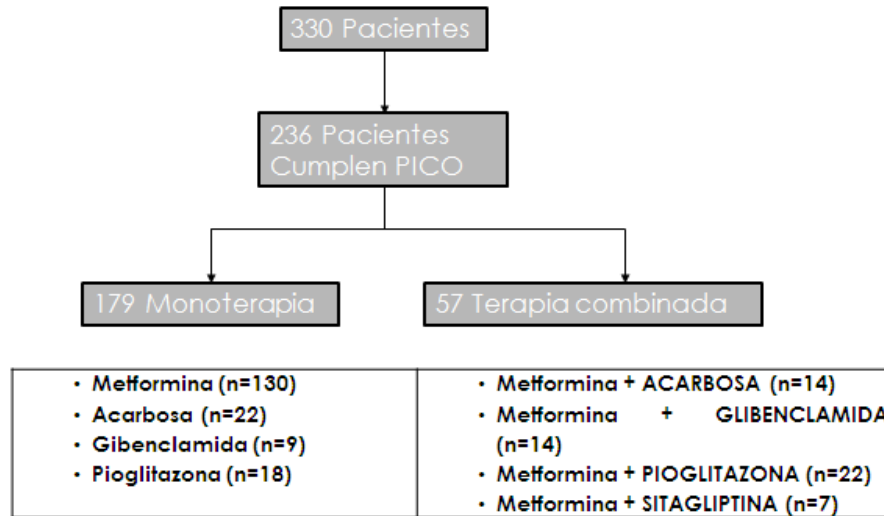 330 Pacientes
236 Pacientes
Cumplen PICO
179 Monoterapia
57 Terapia combinada
• Metformina (n=130)
• Acarbosa (n=22)
• Gibenclamida (n=9)
• Pioglitazona (n=18)
• Metformina + ACARBOSA (n=14)
• Metformina + GLIBENCLAMIDA
(n=14)
• Metformina + PIOGLITAZONA (n=22)
• Metformina + SITAGLIPTINA (n=7)